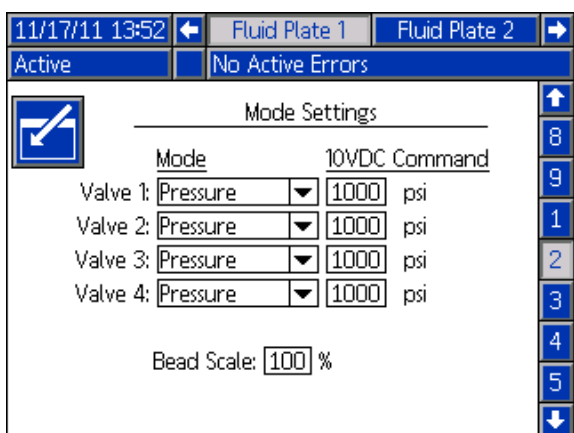 11/17/11 13:52 Fluid Plate 1 Fluid Plate 2
Active No Active Errors
Mode Settings
Mode 10VDC Command
Valve 1: Pressure 1000 psi
Valve 2: Pressure 1000 psi
Valve 3: Pressure 1000 psi
Valve 4: Pressure 1000 psi
Bead Scale: 100 %
8
9
1
2
3
4
5